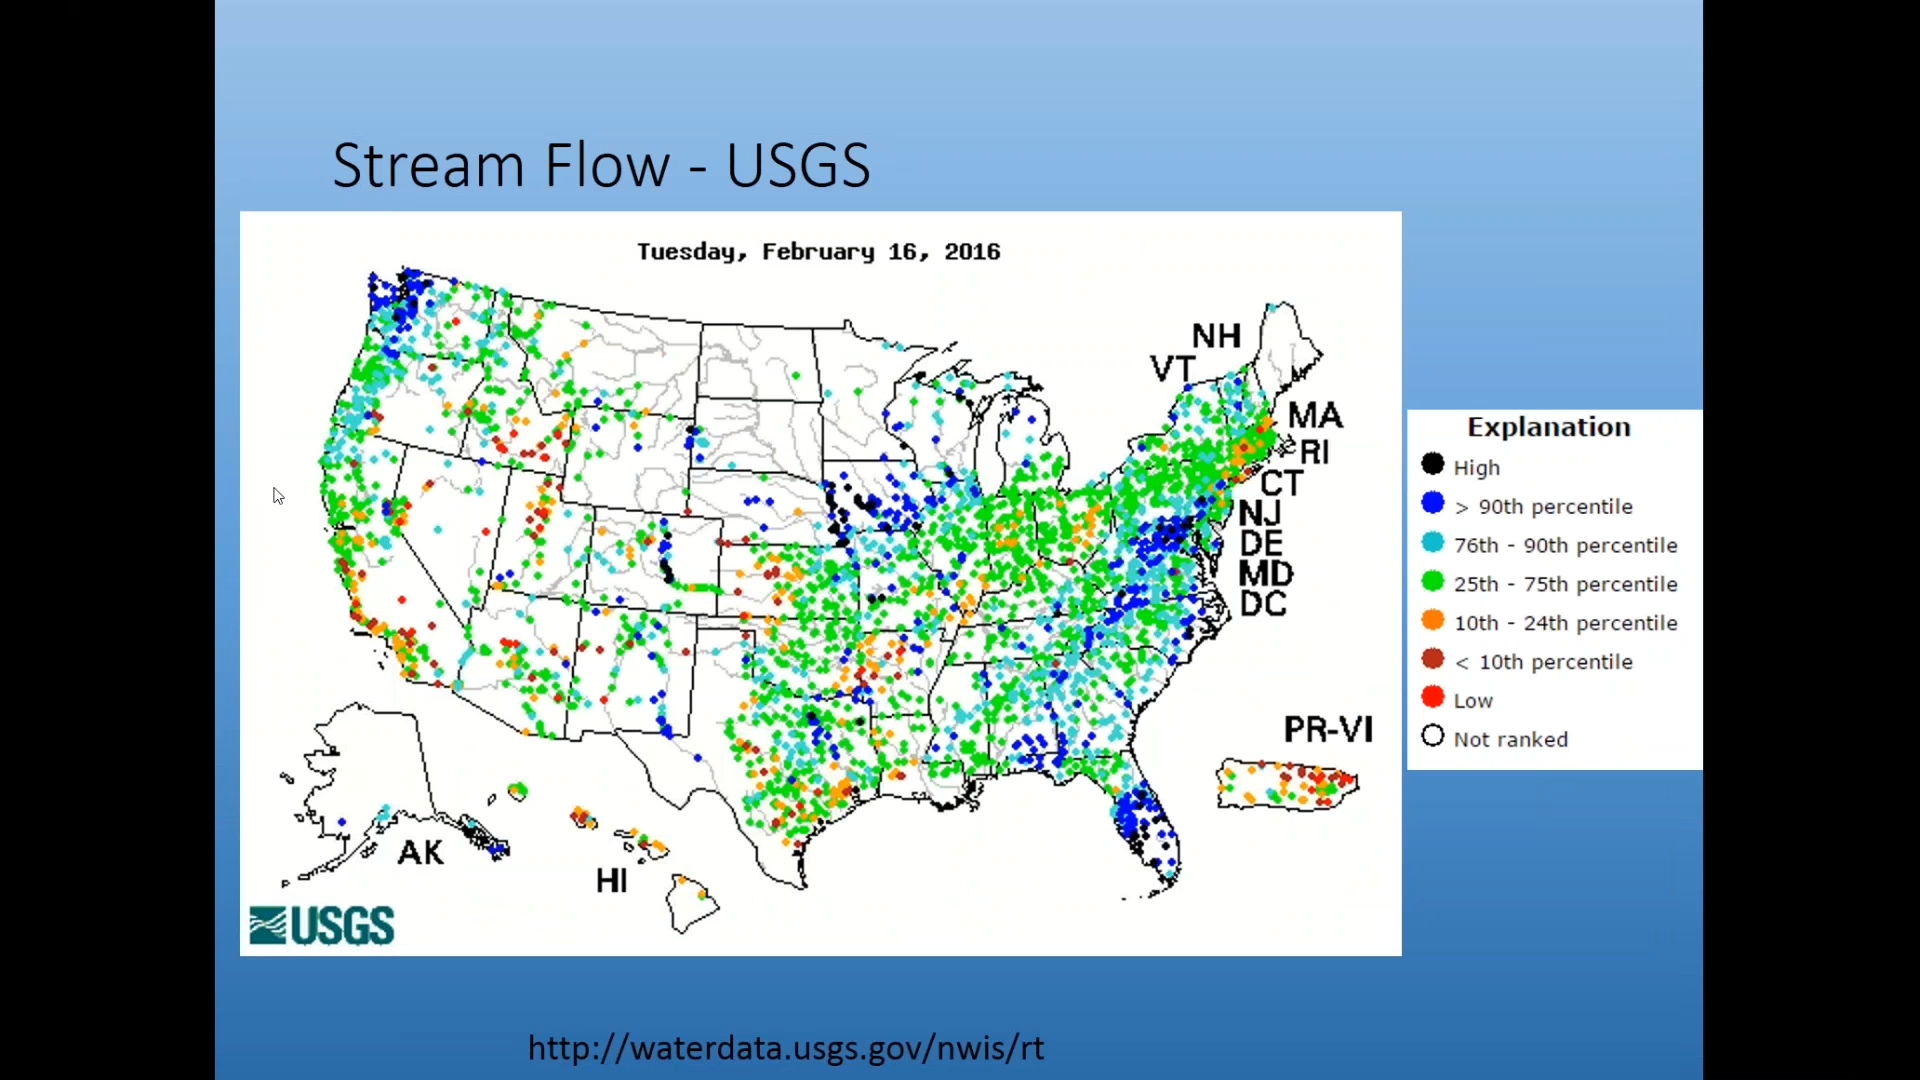 Stream Flow - USGS
Tuesday, February 16, 2016
NH
VT
MA
RI
CT
NJ
DE
MD
DC
PR-VI
AK
HI
USGS
Explanation
High
> 90th percentile
76th - 90th percentile
25th - 75th percentile
10th - 24th percentile
< 10th percentile
Low
Not ranked
http://waterdata.usgs.gov/nwis/rt